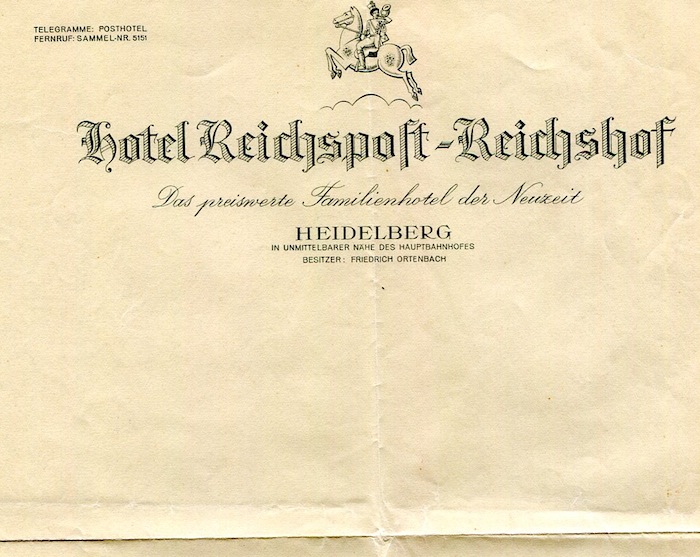 TELEGRAMME: POSTHOTEL
FERNRUF: SAMMEL-NR. 5151
Hotel Reichspost-Reichshof
Das preiswerte Familienhotel der Neuzeit
HEIDELBERG
IN UNMITTELBARER NÄHE DES HAUPTBAHNHOFES
BESITZER: FRIEDRICH ORTENBACH